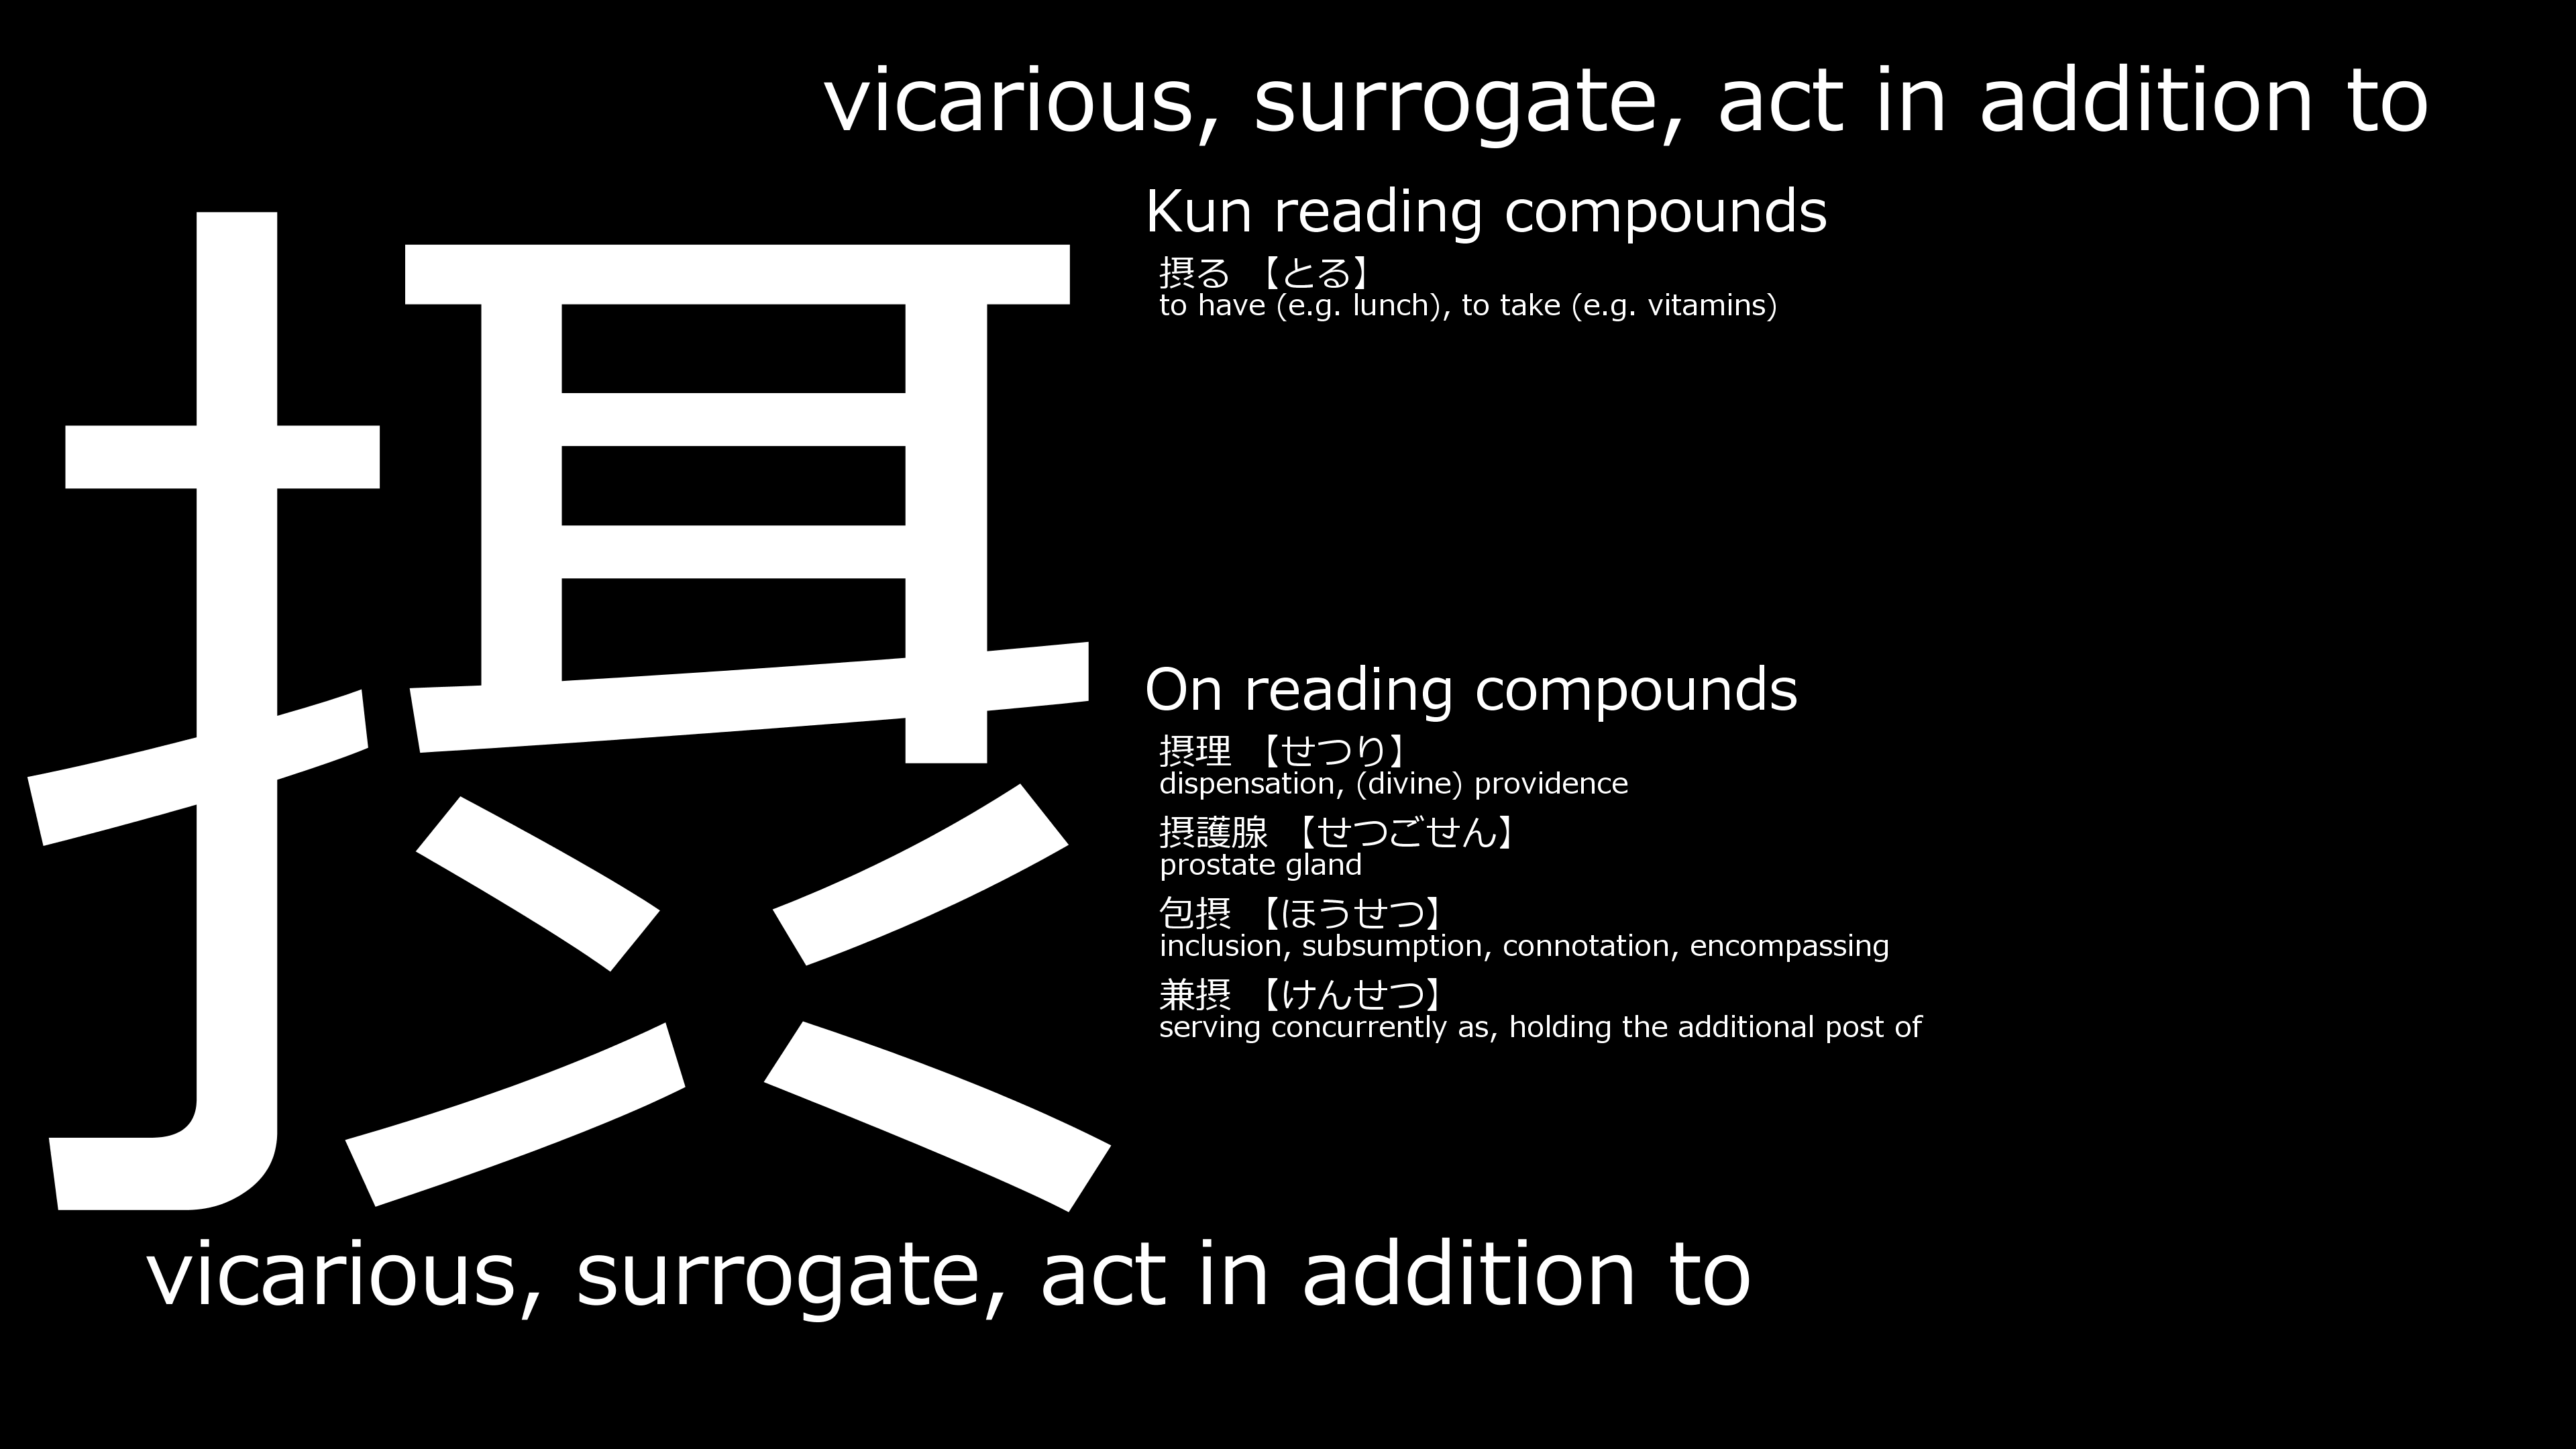 vicarious, surrogate, act in addition to
摂
Kun reading compounds
摂る 【とる】
to have (e.g. lunch), to take (e.g. vitamins)
On reading compounds
摂理 【せつり】
dispensation, (divine) providence
摂護腺 【せつごせん】
prostate gland
包摂 【ほうせつ】
inclusion, subsumption, connotation, encompassing
兼摂 【けんせつ】
serving concurrently as, holding the additional post of
vicarious, surrogate, act in addition to